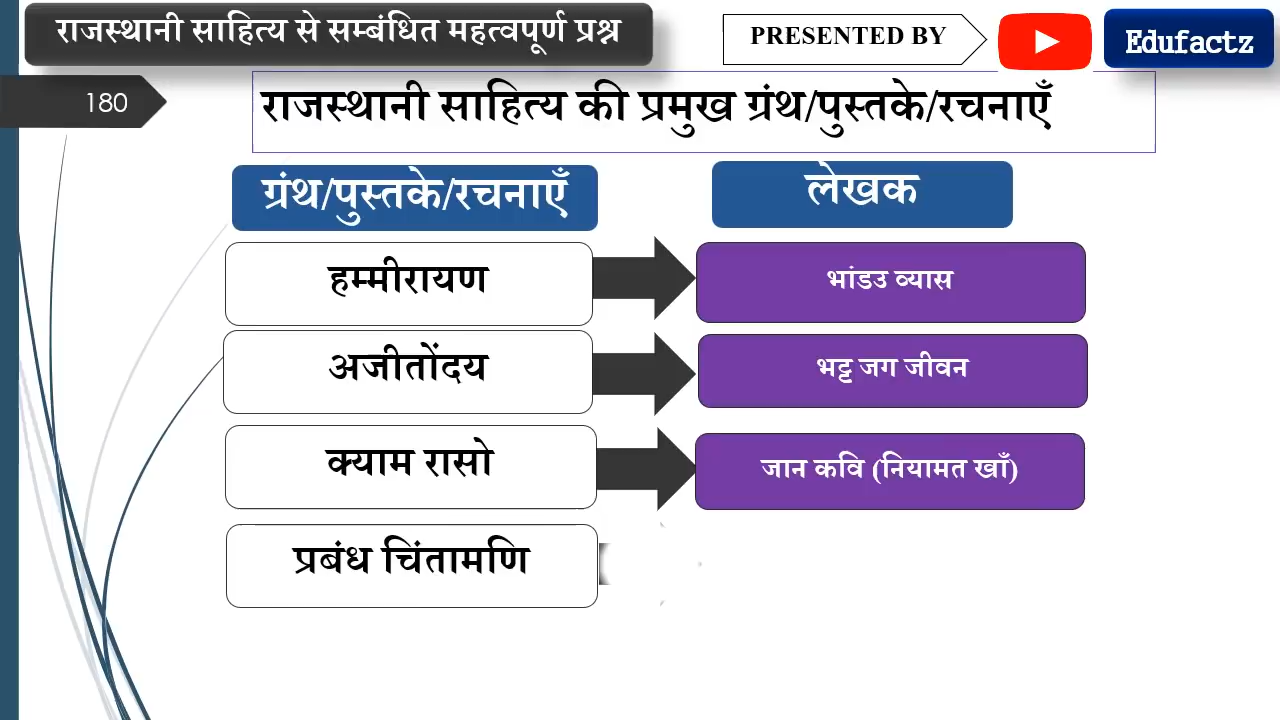 राजस्थानी साहित्य से सम्बंधित महत्वपूर्ण प्रश्न
PRESENTED BY
Edufactz
180
राजस्थानी साहित्य की प्रमुख ग्रंथ/पुस्तके/रचनाएँ
ग्रंथ/पुस्तके/रचनाएँ
लेखक
हम्मीरायण
भांडउ व्यास
अजीतोंदय
भट्ट जग जीवन
क्याम रासो
जान कवि (नियामत खाँ)
प्रबंध चिंतामणि